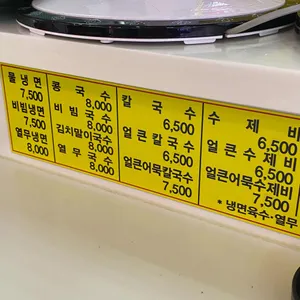 물냉면
7,500
비빔냉면
7,500
열무냉면
8,000
콩국수
8,000
비빔국수
8,000
김치말이국수
8,000
열무국수
8,000
칼국수
6,500
얼큰칼국수
6,500
얼큰어묵칼국수
7,500
수제비
6,500
얼큰수제비
6,500
얼큰어묵수제비
7,500
*냉면육수·열무